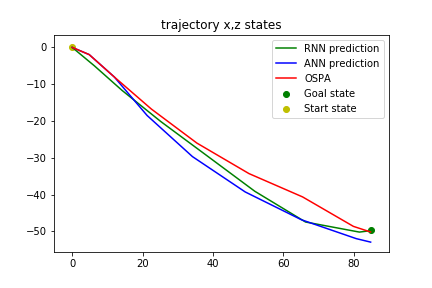 trajectory x,z states
RNN prediction
ANN prediction
OSPA
Goal state
Start state
0
−10
−20
−30
−40
−50
0 20 40 60 80